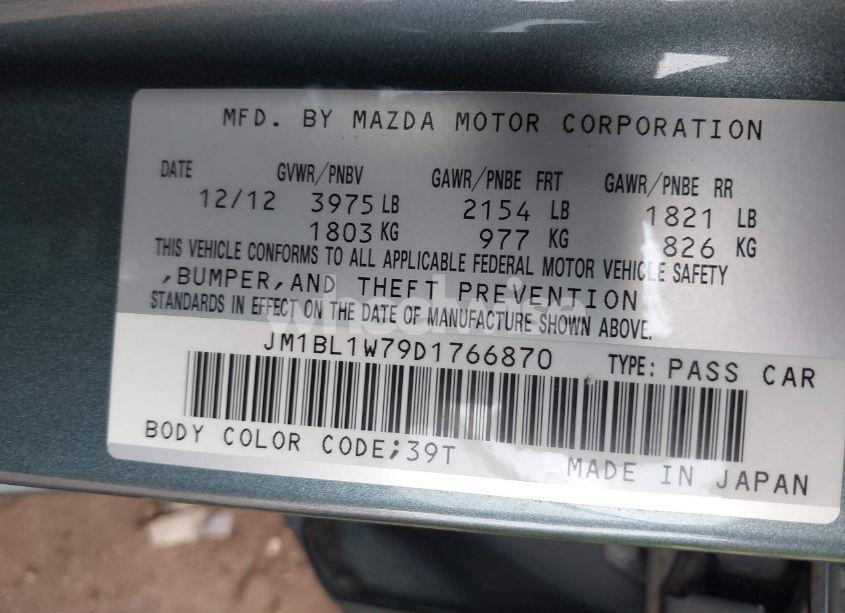 MFD. BY MAZDA MOTOR CORPORATION
DATE GVWR/PNBV GAWR/PNBE FRT GAWR/PNBE RR
12/12 3975 LB 2154 LB 1821 LB
1803 KG 977 KG 826 KG
THIS VEHICLE CONFORMS TO ALL APPLICABLE FEDERAL MOTOR VEHICLE SAFETY
,BUMPER,AND THEFT PREVENTION
STANDARDS IN EFFECT ON THE DATE OF MANUFACTURE SHOWN ABOVE.
JM1BL1W79D1766870 TYPE: PASS CAR
BODY COLOR CODE;39T
MADE IN JAPAN